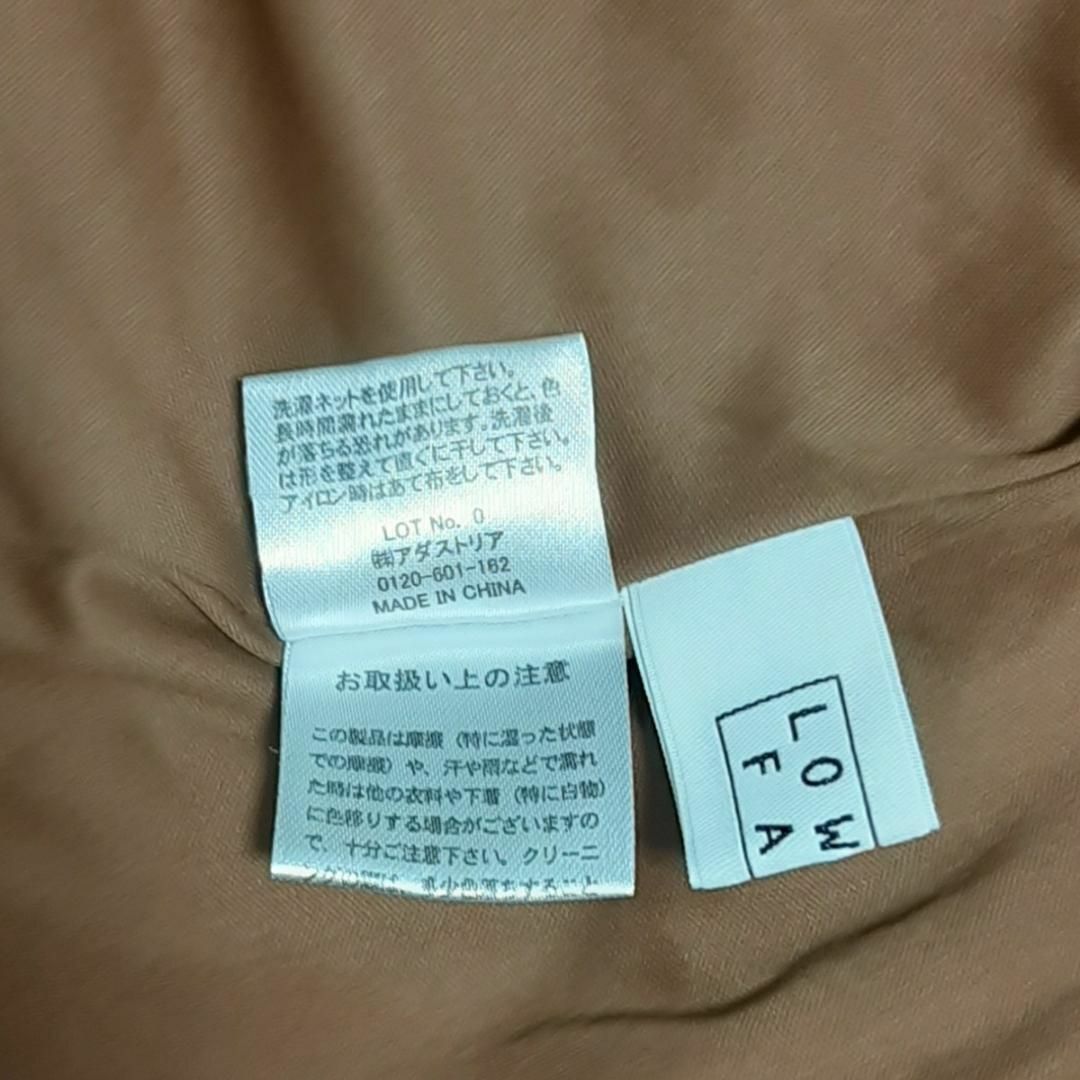 洗濯ネットを使用して下さい。
長時間濡れたままにしておくと、色
が落ちる恐れがあります。洗濯後
は形を整えて直ぐに干して下さい。
アイロン時はあて布をして下さい。
LOT No. 0
㈱アダストリア
0120-601-162
MADE IN CHINA
お取扱い上の注意
この製品は摩擦（特に湿った状態
での摩擦）や、汗や雨などで濡れ
た時は他の衣料や下着（特に白物）
に色移りする場合がございますの
で、十分ご注意下さい。クリーニ
ングの際は、
LOW
FA